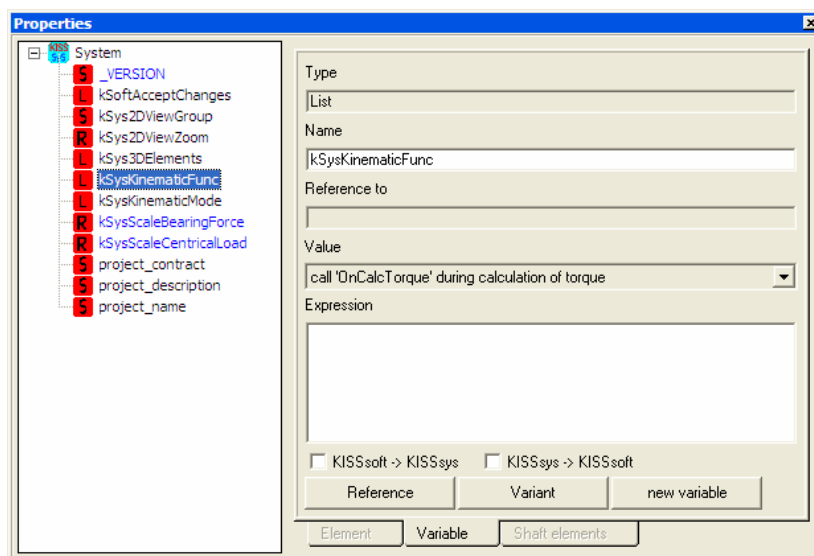 Properties
KISS
sys
System
S _VERSION
L kSoftAcceptChanges
S kSys2DViewGroup
R kSys2DViewZoom
L kSys3DElements
L kSysKinematicFunc
L kSysKinematicMode
R kSysScaleBearingForce
R kSysScaleCentricalLoad
S project_contract
S project_description
S project_name
Type
List
Name
kSysKinematicFunc
Reference to
Value
call 'OnCalcTorque' during calculation of torque
Expression
KISSsoft -> KISSsys KISSsys -> KISSsoft
Reference Variant new variable
Element Variable Shaft elements